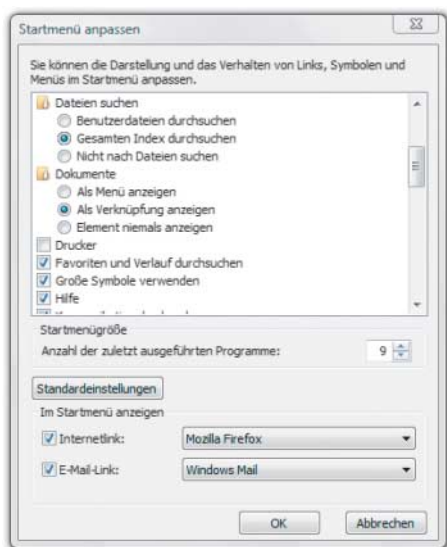 Startmenü anpassen
Sie können die Darstellung und das Verhalten von Links, Symbolen und
Menüs im Startmenü anpassen.
Dateien suchen
Benutzerdateien durchsuchen
Gesamten Index durchsuchen
Nicht nach Dateien suchen
Dokumente
Als Menü anzeigen
Als Verknüpfung anzeigen
Element niemals anzeigen
Drucker
Favoriten und Verlauf durchsuchen
Große Symbole verwenden
Hilfe
Startmenügröße
Anzahl der zuletzt ausgeführten Programme: 9
Standardeinstellungen
Im Startmenü anzeigen
Internetlink: Mozilla Firefox
E-Mail-Link: Windows Mail
OK Abbrechen